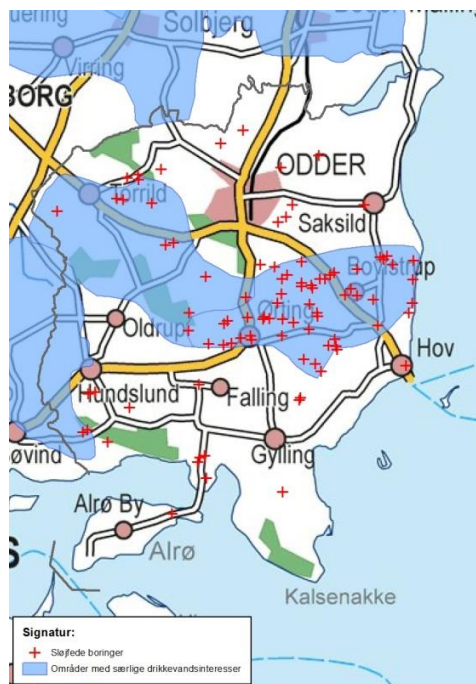 Solbjerg
Virring
BORG
ODDER
Torrild
Saksild
Ørting
Oldrup
Hov
Hundslund
Falling
Gylling
Alrø By
Alrø
Kalsenakke
Signatur:
Sløjfede boringer
Områder med særlige drikkevandsinteresser